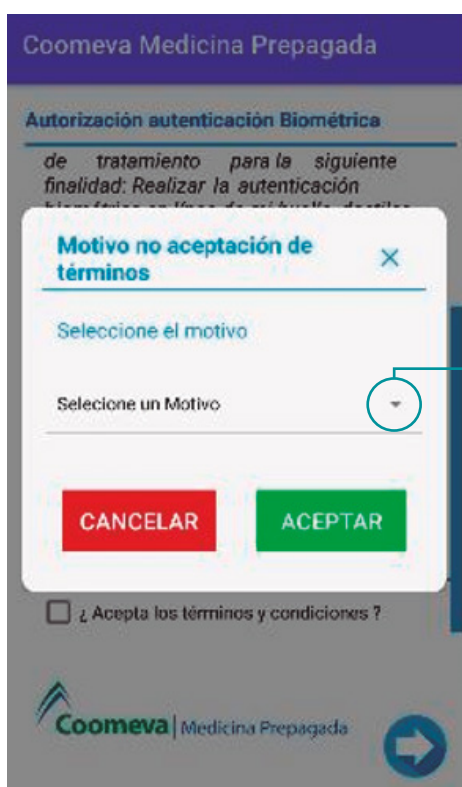 Coomeva Medicina Prepagada
Autorización autenticación Biométrica
de tratamiento para la siguiente
finalidad: Realizar la autenticación
Motivo no aceptación de
términos
Seleccione el motivo
Selecione un Motivo
CANCELAR ACEPTAR
¿ Acepta los términos y condiciones ?
Coomeva Medicina Prepagada